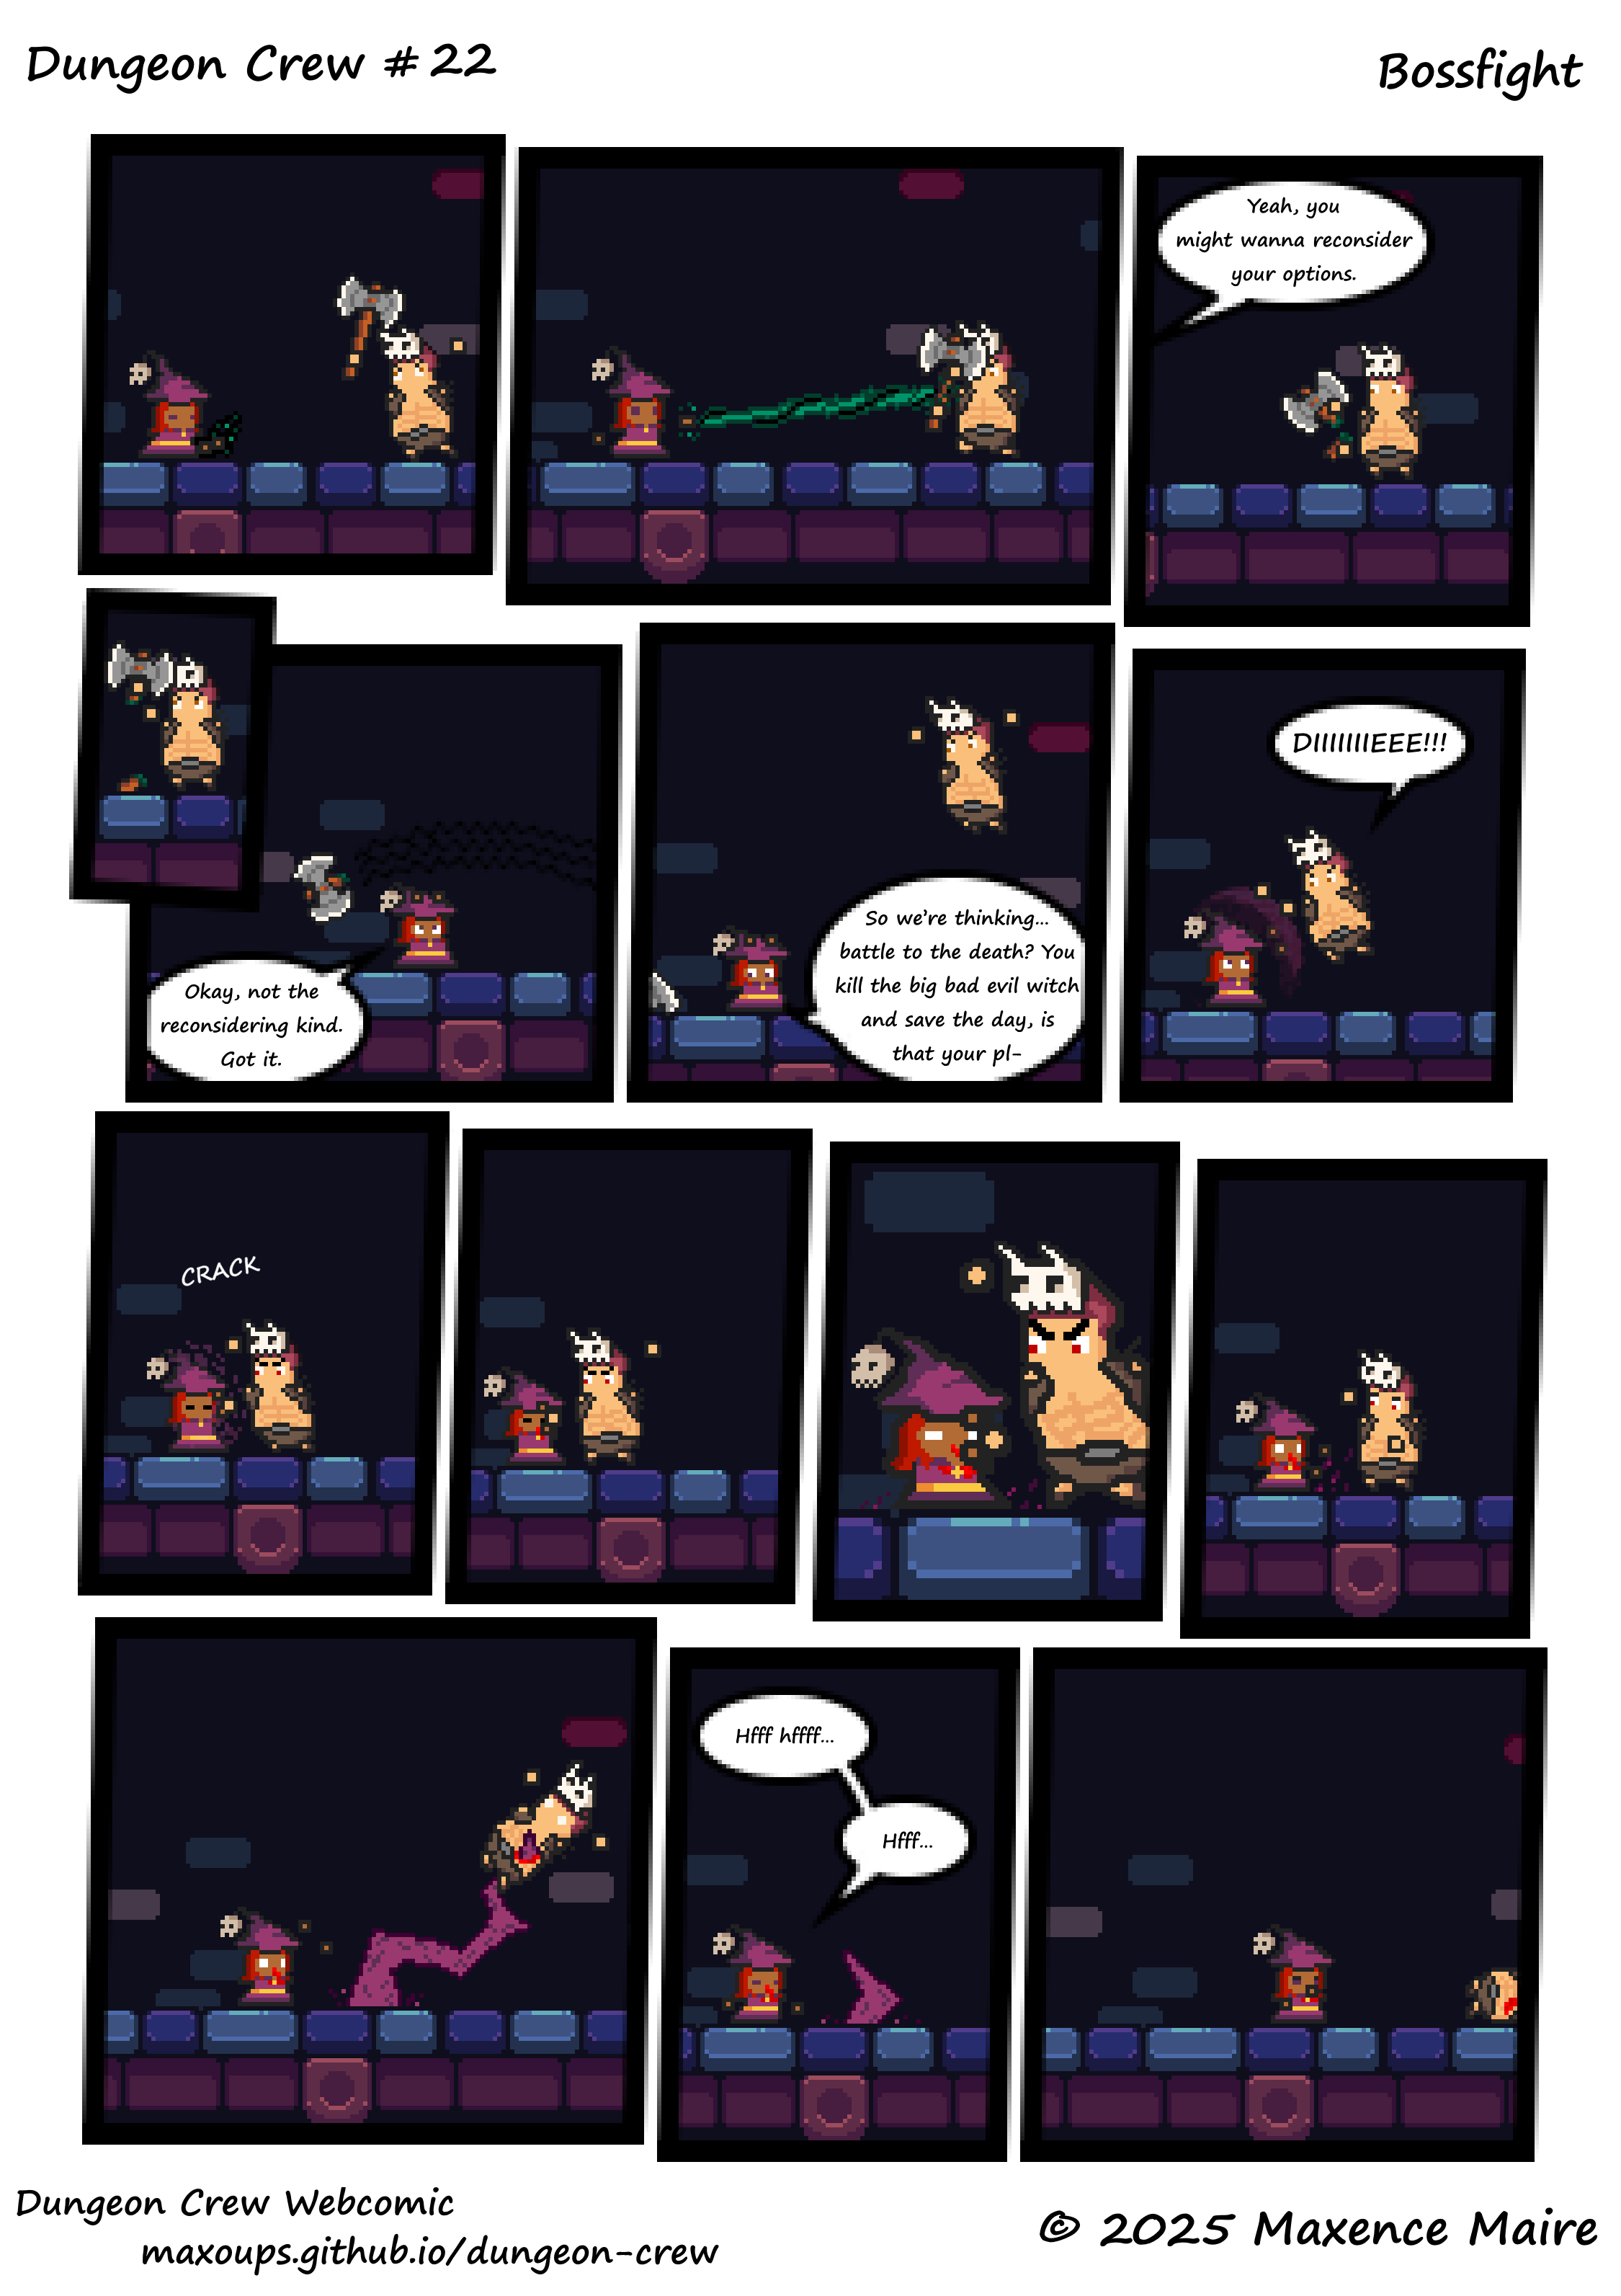 Dungeon Crew #22
Bossfight
Yeah, you
might wanna reconsider
your options.
Okay, not the
reconsidering kind.
Got it.
So we're thinking...
battle to the death? You
kill the big bad evil witch
and save the day, is
that your pl-
DIIIIIIIEEE!!!
CRACK
Hfff hffff...
Hfff...
Dungeon Crew Webcomic
maxoups.github.io/dungeon-crew
© 2025 Maxence Maire